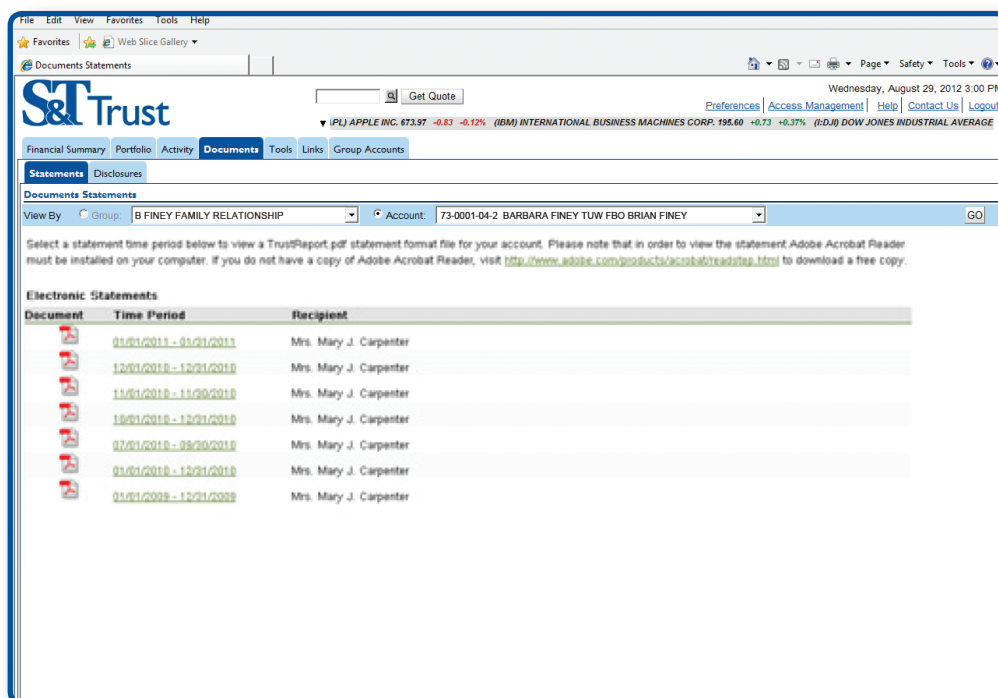 File Edit View Favorites Tools Help
Favorites Web Slice Gallery
Documents Statements Page Safety Tools
S&T Trust
Get Quote
Wednesday, August 29, 2012 3:00 PM
Preferences Access Management Help Contact Us Logout
(PL) APPLE INC. 673.97 -0.83 -0.12% (IBM) INTERNATIONAL BUSINESS MACHINES CORP. 195.60 +0.73 +0.37% (I:DJI) DOW JONES INDUSTRIAL AVERAGE
Financial Summary Portfolio Activity Documents Tools Links Group Accounts
Statements Disclosures
Documents Statements
View By Group: B FINEY FAMILY RELATIONSHIP Account: 73-0001-04-2 BARBARA FINEY TUW FBO BRIAN FINEY GO
Select a statement time period below to view a TrustReport.pdf statement format file for your account. Please note that in order to view the statement Adobe Acrobat Reader
must be installed on your computer. If you do not have a copy of Adobe Acrobat Reader, visit http://www.adobe.com/products/acrobat/readstep.html to download a free copy.
Electronic Statements
Document Time Period Recipient
01/01/2011 - 01/31/2011 Mrs. Mary J. Carpenter
12/01/2010 - 12/31/2010 Mrs. Mary J. Carpenter
11/01/2010 - 11/30/2010 Mrs. Mary J. Carpenter
10/01/2010 - 12/31/2010 Mrs. Mary J. Carpenter
07/01/2010 - 09/30/2010 Mrs. Mary J. Carpenter
01/01/2010 - 12/31/2010 Mrs. Mary J. Carpenter
01/01/2009 - 12/31/2009 Mrs. Mary J. Carpenter